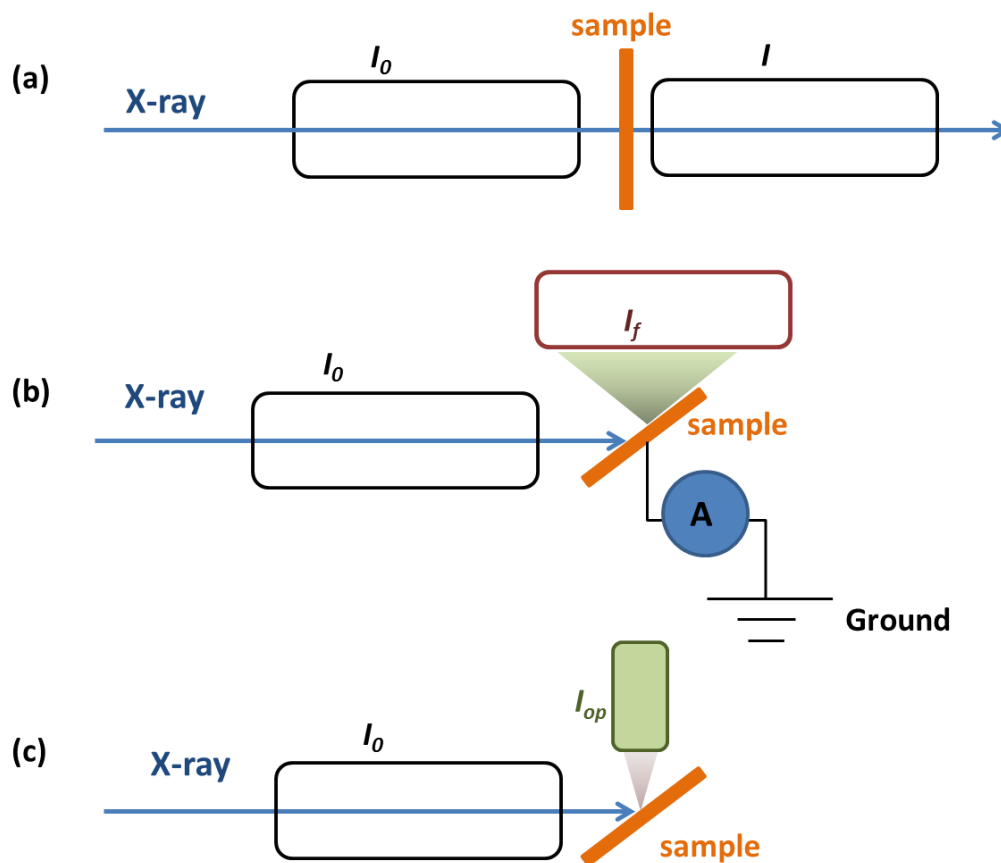 sample
(a)
I0
I
X-ray
If
I0
(b)
X-ray
sample
A
Ground
Iop
I0
(c)
X-ray
sample